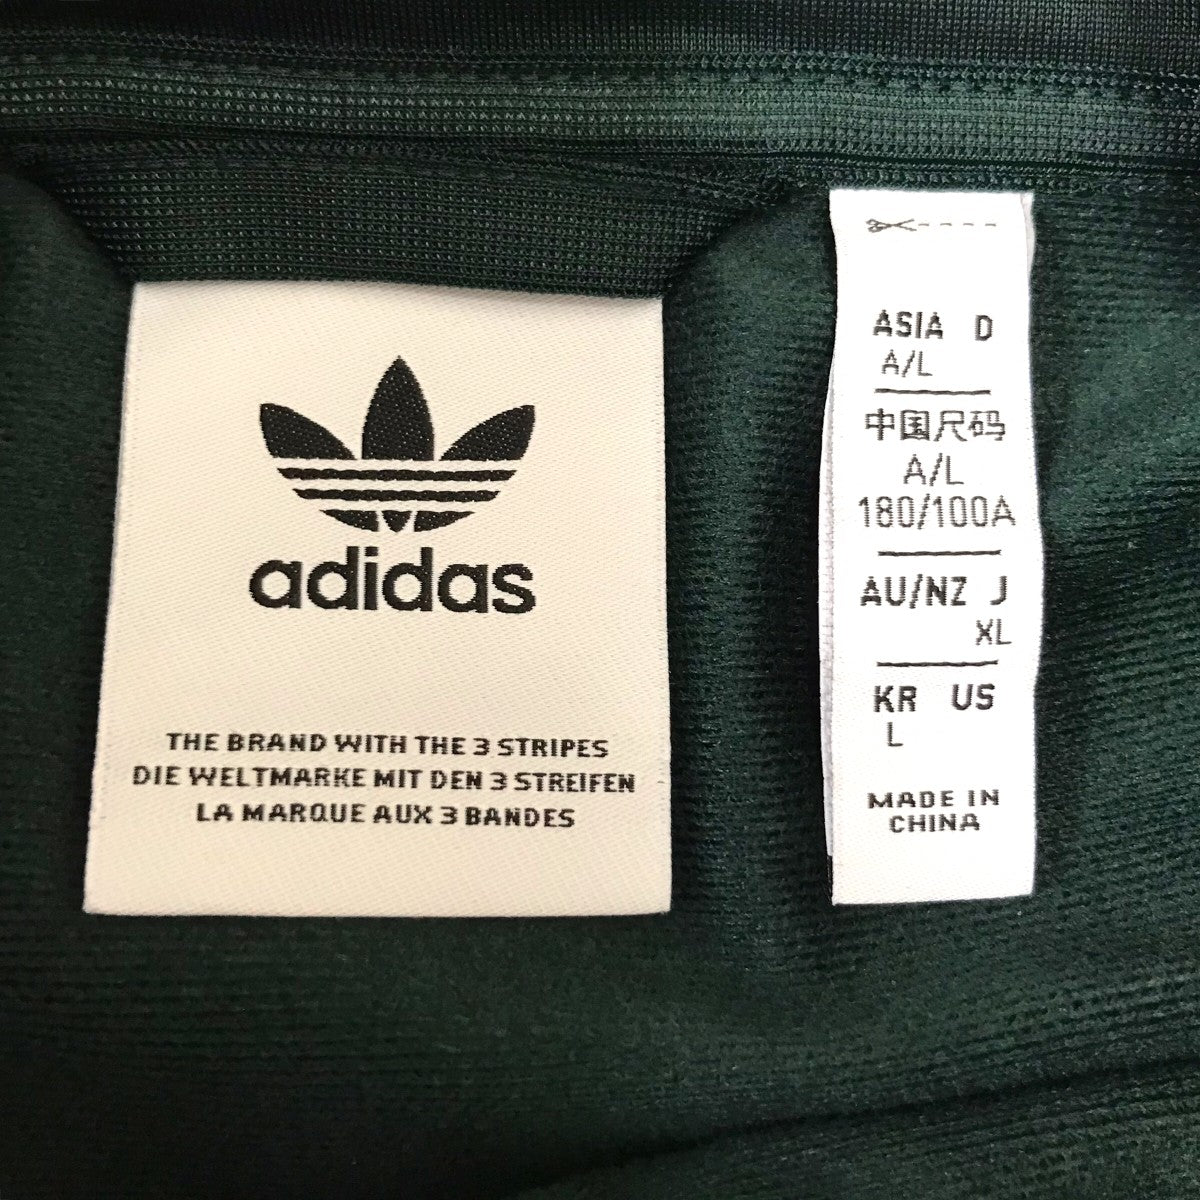 adidas
THE BRAND WITH THE 3 STRIPES
DIE WELTMARKE MIT DEN 3 STREIFEN
LA MARQUE AUX 3 BANDES
ASIA D
A/L
中国尺码
A/L
180/100A
AU/NZ J
XL
KR US
L
MADE IN
CHINA